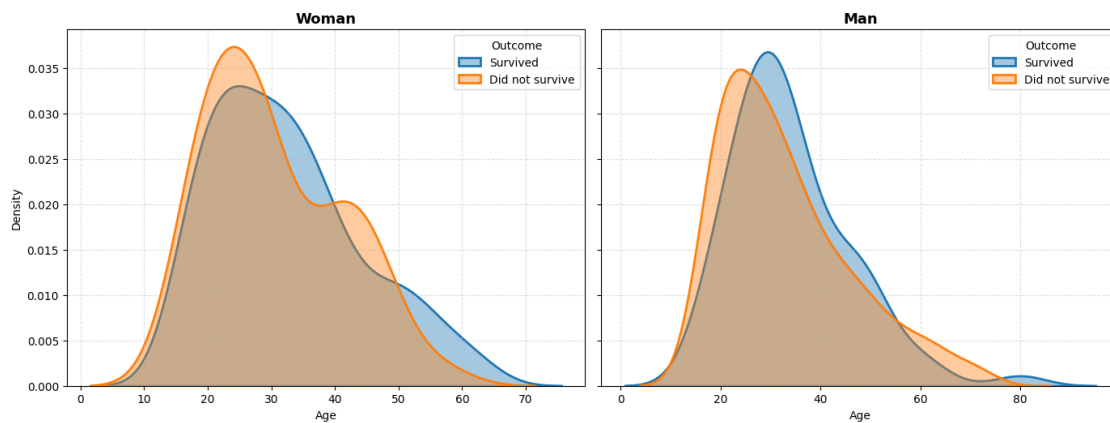 Woman
Outcome
Survived
Did not survive
Density
0.035
0.030
0.025
0.020
0.015
0.010
0.005
0.000
0 10 20 30 40 50 60 70
Age
Man
Outcome
Survived
Did not survive
0 20 40 60 80
Age